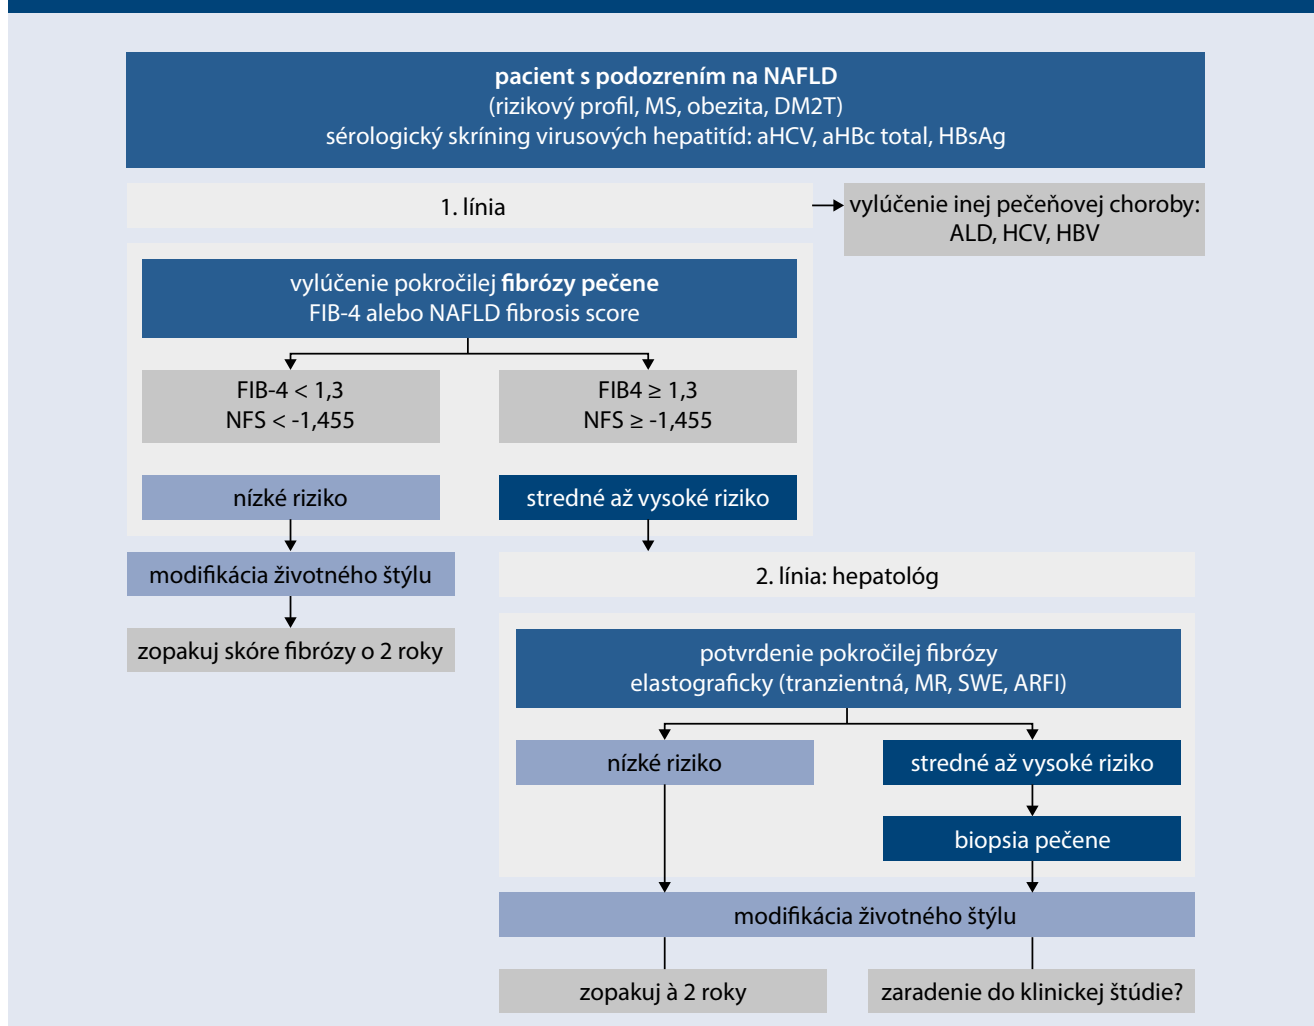 pacient s podozrením na NAFLD
(rizikový profil, MS, obezita, DM2T)
sérologický skríning virusových hepatitíd: aHCV, aHBc total, HBsAg
1. línia
vylúčenie inej pečeňovej choroby:
ALD, HCV, HBV
vylúčenie pokročilej fibrózy pečene
FIB-4 alebo NAFLD fibrosis score
FIB-4 < 1,3
NFS < -1,455
FIB4 ≥ 1,3
NFS ≥ -1,455
nízké riziko
stredné až vysoké riziko
modifikácia životného štýlu
2. línia: hepatológ
zopakuj skóre fibrózy o 2 roky
potvrdenie pokročilej fibrózy
elastograficky (tranzientná, MR, SWE, ARFI)
nízké riziko
stredné až vysoké riziko
biopsia pečene
modifikácia životného štýlu
zopakuj à 2 roky
zaradenie do klinickej štúdie?